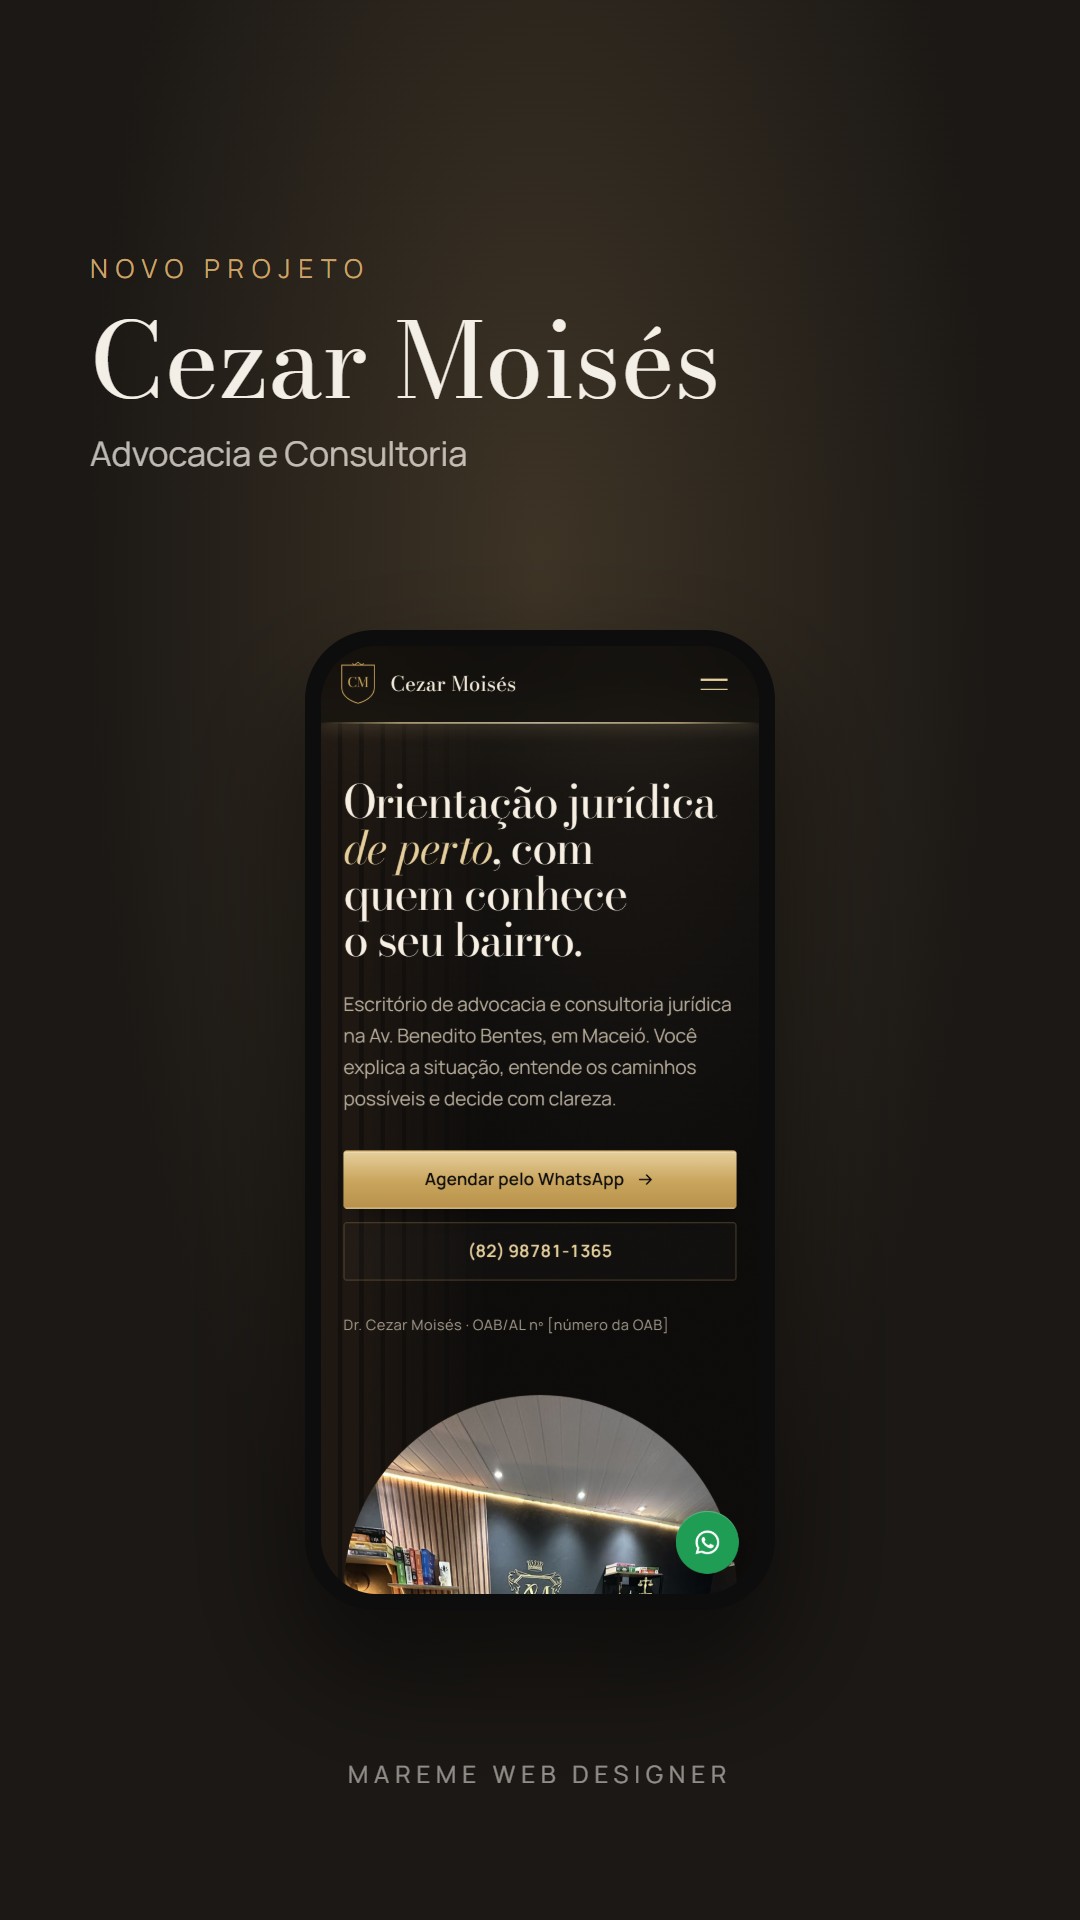 NOVO PROJETO
Cezar Moisés
Advocacia e Consultoria
CM
Cezar Moisés
Orientação jurídica
de perto, com
quem conhece
o seu bairro.
Escritório de advocacia e consultoria jurídica
na Av. Benedito Bentes, em Maceió. Você
explica a situação, entende os caminhos
possíveis e decide com clareza.
Agendar pelo WhatsApp →
(82) 98781-1365
Dr. Cezar Moisés · OAB/AL nº [número da OAB]
MAREME WEB DESIGNER